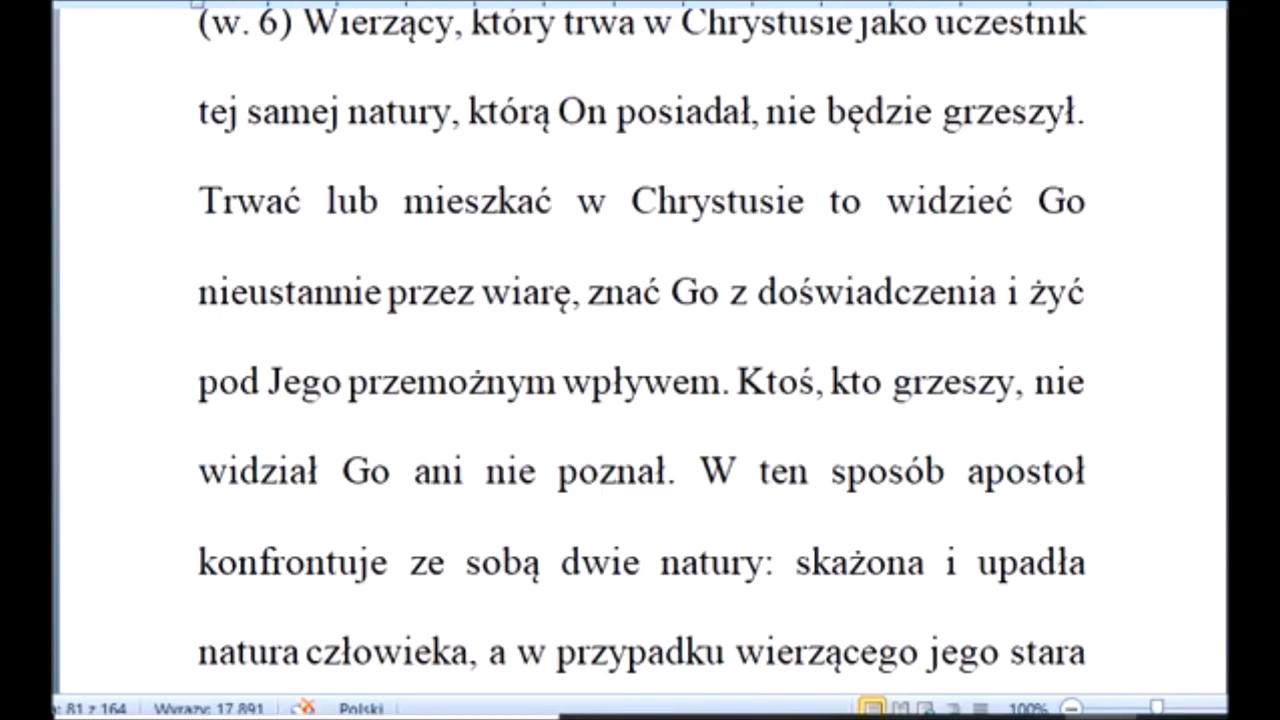 (w. 6) Wierzący, który trwa w Chrystusie jako uczestnik
tej samej natury, którą On posiadał, nie będzie grzeszył.
Trwać lub mieszkać w Chrystusie to widzieć Go
nieustannie przez wiarę, znać Go z doświadczenia i żyć
pod Jego przemożnym wpływem. Ktoś, kto grzeszy, nie
widział Go ani nie poznał. W ten sposób apostoł
konfrontuje ze sobą dwie natury: skażona i upadła
natura człowieka, a w przypadku wierzącego jego stara
: 81 z 164 Wyrazy: 17 891 Polski 100%